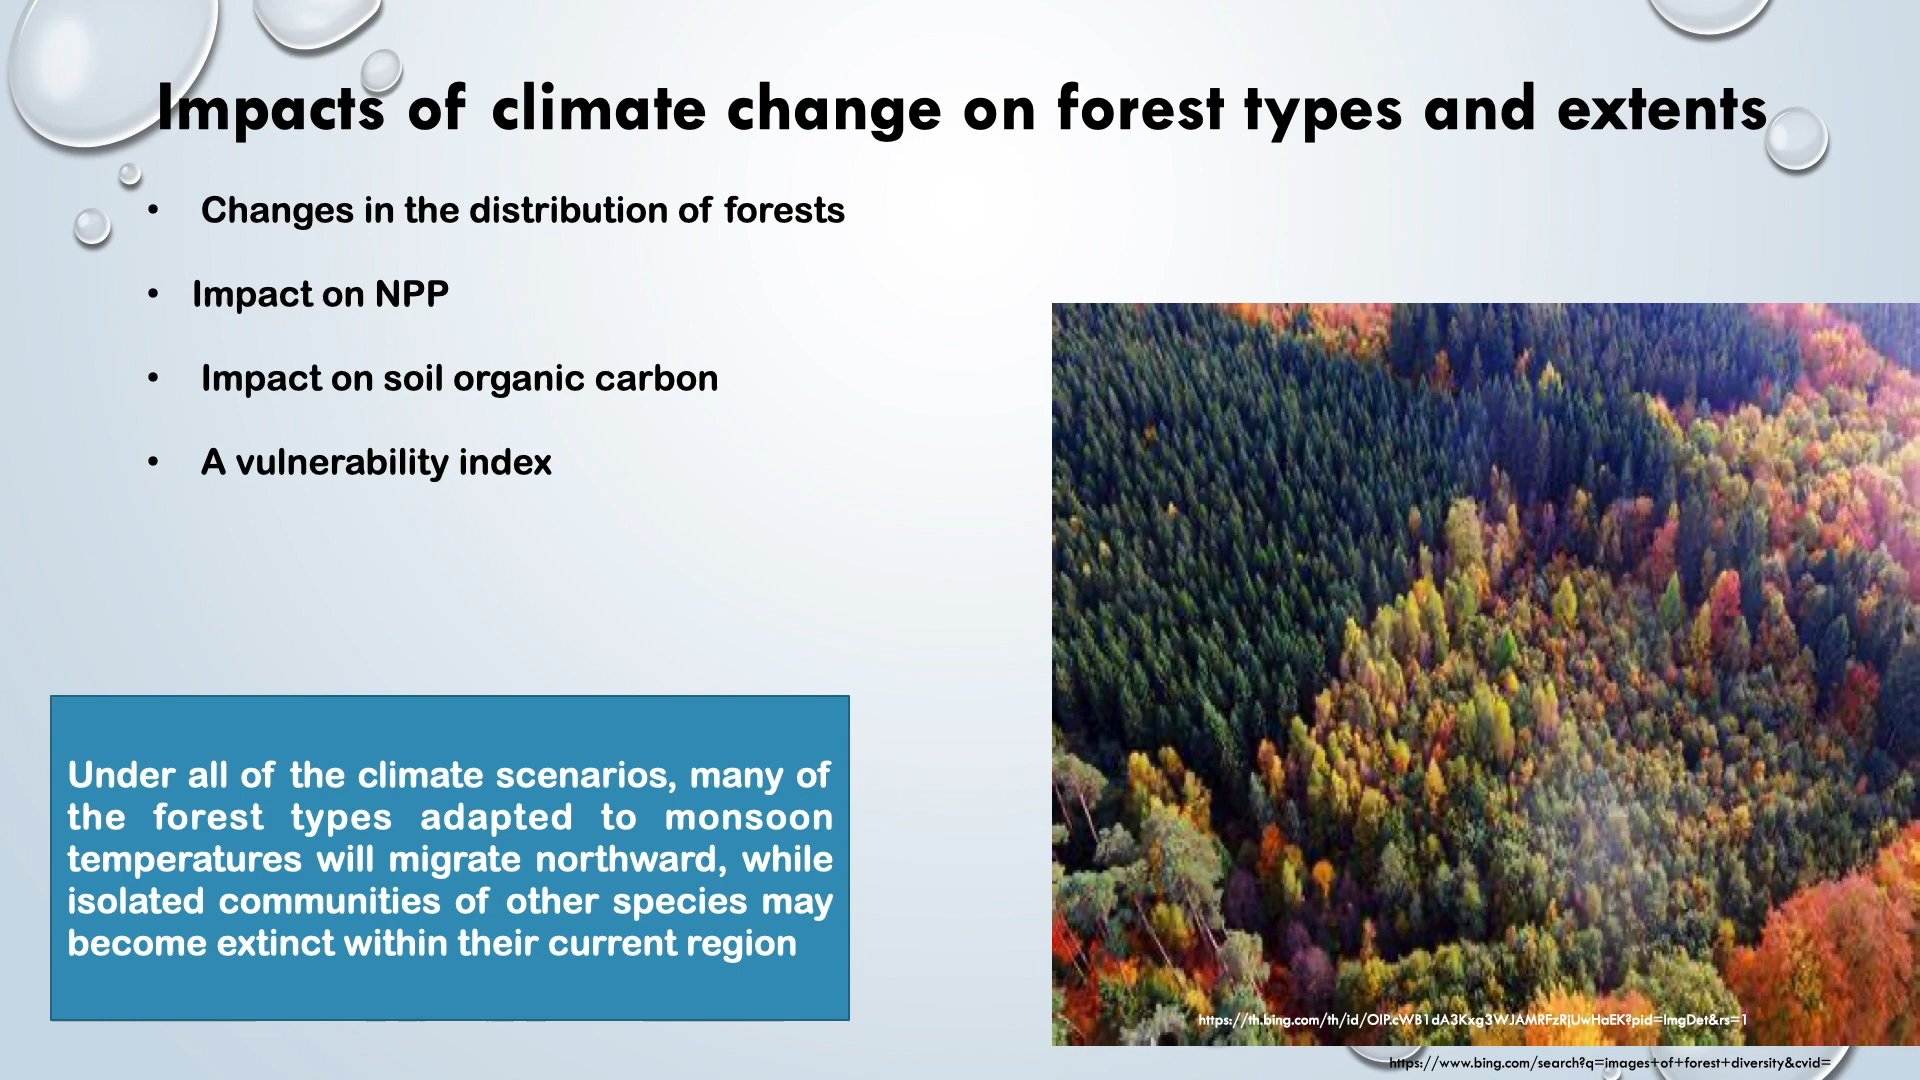 Impacts of climate change on forest types and extents
• Changes in the distribution of forests
• Impact on NPP
• Impact on soil organic carbon
• A vulnerability index
Under all of the climate scenarios, many of
the forest types adapted to monsoon
temperatures will migrate northward, while
isolated communities of other species may
become extinct within their current region
https://th.bing.com/th/id/OIP.cWB1dA3Kxg3WJAMRFzRjUwHaEK?pid=ImgDet&rs=1
https://www.bing.com/search?q=images+of+forest+diversity&cvid=